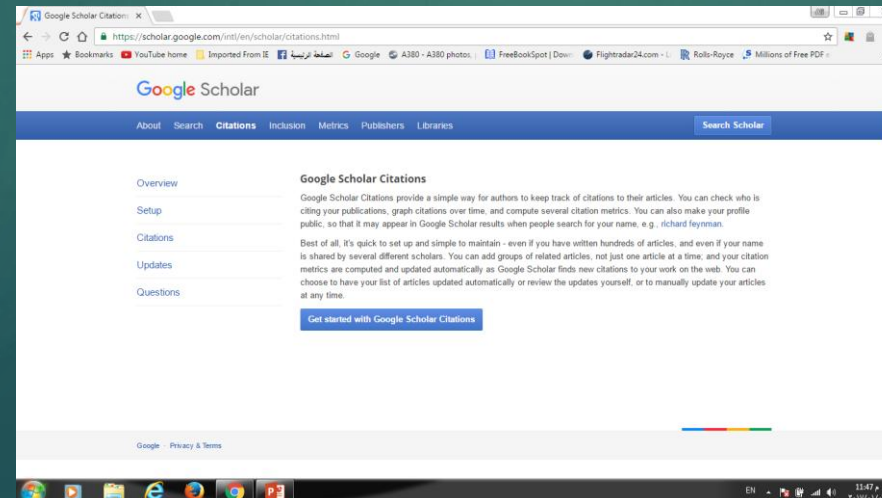 Google Scholar Citations
https://scholar.google.com/intl/en/scholar/citations.html
Apps Bookmarks YouTube home Imported From IE الصفحة الرئيسية Google A380 - A380 photos, FreeBookSpot | Down Flightradar24.com - Rolls-Royce Millions of Free PDF
Google Scholar
About Search Citations Inclusion Metrics Publishers Libraries Search Scholar
Overview
Setup
Citations
Updates
Questions
Google Scholar Citations
Google Scholar Citations provide a simple way for authors to keep track of citations to their articles. You can check who is
citing your publications, graph citations over time, and compute several citation metrics. You can also make your profile
public, so that it may appear in Google Scholar results when people search for your name, e.g., richard feynman.
Best of all, it's quick to set up and simple to maintain - even if you have written hundreds of articles, and even if your name
is shared by several different scholars. You can add groups of related articles, not just one article at a time; and your citation
metrics are computed and updated automatically as Google Scholar finds new citations to your work on the web. You can
choose to have your list of articles updated automatically or review the updates yourself, or to manually update your articles
at any time.
Get started with Google Scholar Citations
Google - Privacy & Terms
EN 11:47 م